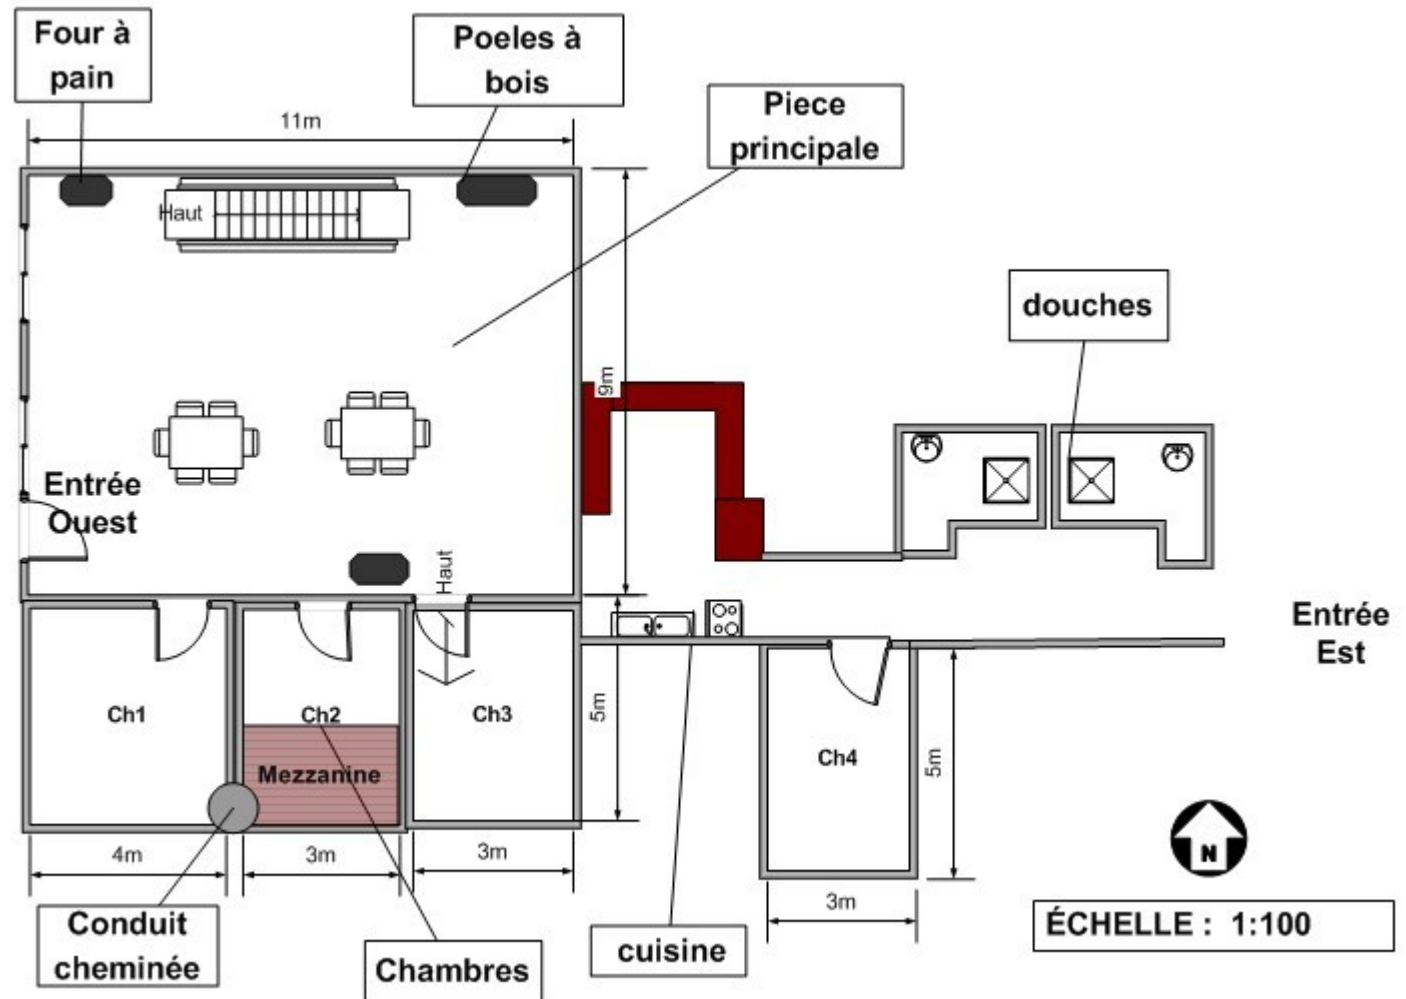 Four à
pain
Poeles à
bois
11m
Piece
principale
Haut
9m
douches
Entrée
Ouest
Haut
Entrée
Est
Ch1
Ch2
Ch3
5m
Mezzanine
Ch4
5m
4m
3m
3m
3m
N
Conduit
cheminée
Chambres
cuisine
ÉCHELLE : 1:100